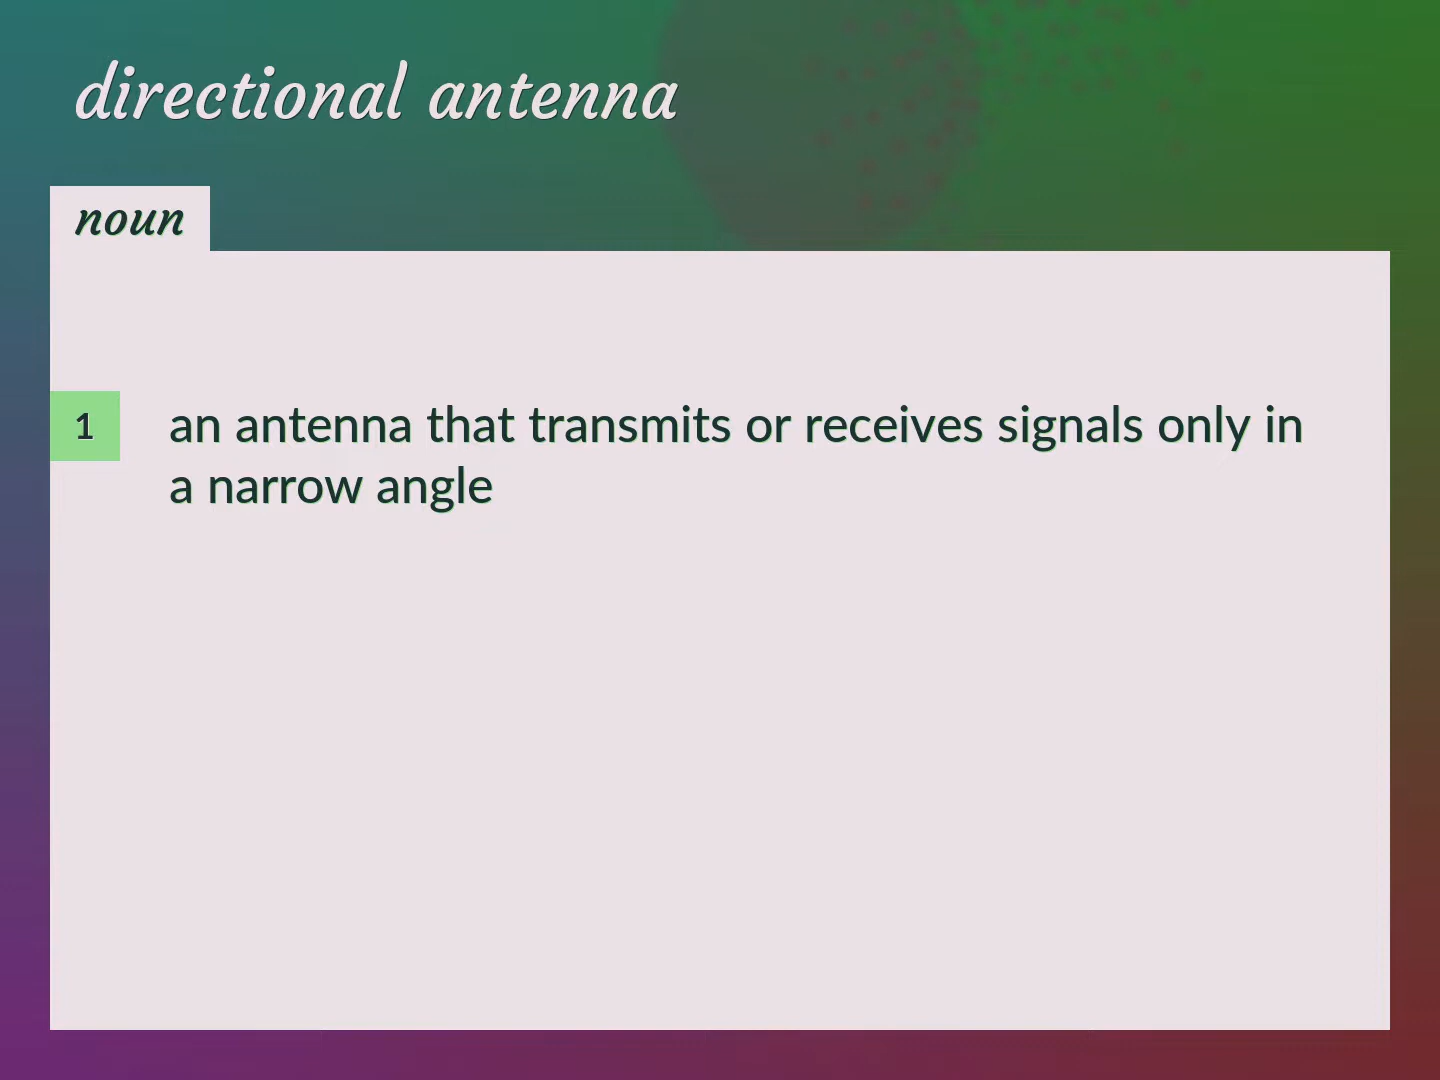 directional antenna
noun
1 an antenna that transmits or receives signals only in
a narrow angle